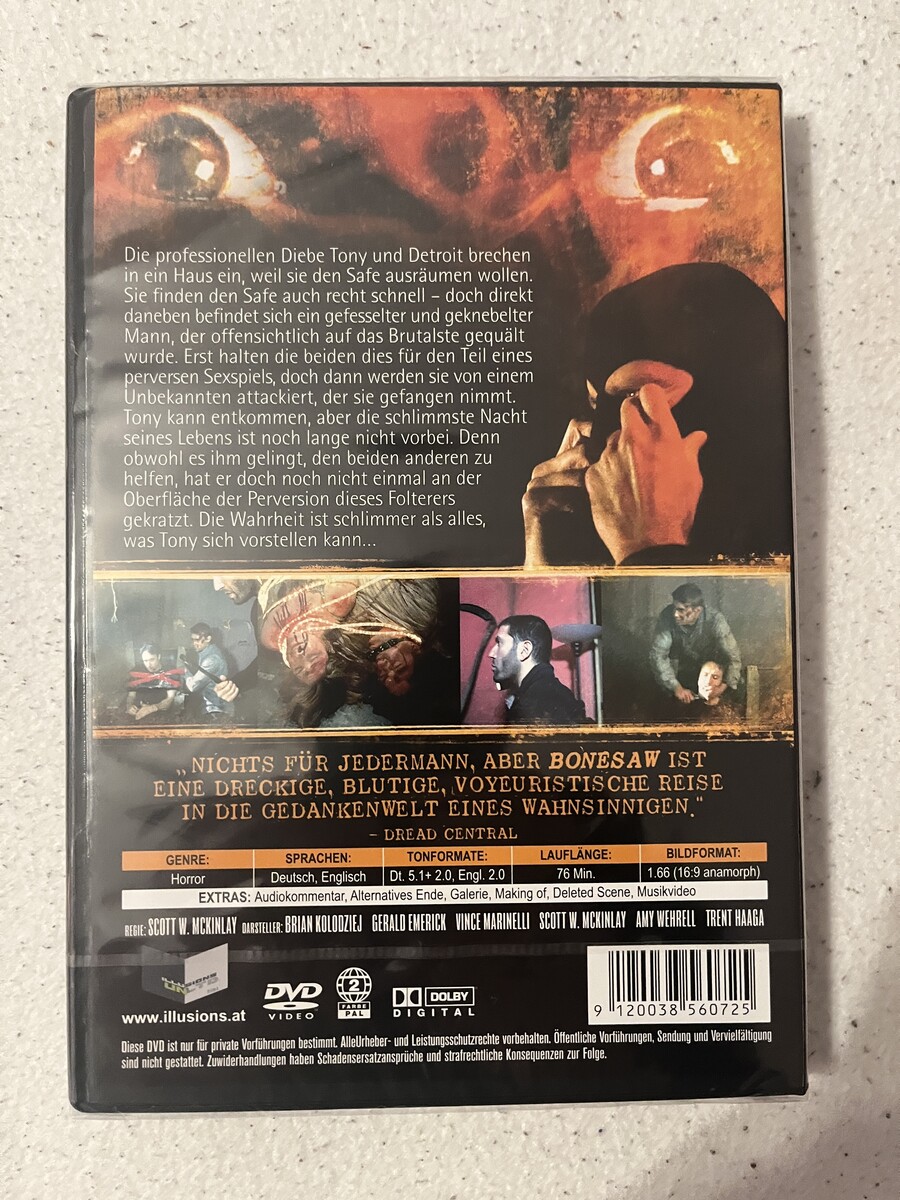 Die professionellen Diebe Tony und Detroit brechen
in ein Haus ein, weil sie den Safe ausräumen wollen.
Sie finden den Safe auch recht schnell – doch direkt
daneben befindet sich ein gefesselter und geknebelter
Mann, der offensichtlich auf das Brutalste gequält
wurde. Erst halten die beiden dies für den Teil eines
perversen Sexspiels, doch dann werden sie von einem
Unbekannten attackiert, der sie gefangen nimmt.
Tony kann entkommen, aber die schlimmste Nacht
seines Lebens ist noch lange nicht vorbei. Denn
obwohl es ihm gelingt, den beiden anderen zu
helfen, hat er doch noch nicht einmal an der
Oberfläche der Perversion dieses Folterers
gekratzt. Die Wahrheit ist schlimmer als alles,
was Tony sich vorstellen kann...
„NICHTS FÜR JEDERMANN, ABER BONESAW IST
EINE DRECKIGE, BLUTIGE, VOYEURISTISCHE REISE
IN DIE GEDANKENWELT EINES WAHNSINNIGEN."
– DREAD CENTRAL
GENRE: SPRACHEN: TONFORMATE: LAUFLÄNGE: BILDFORMAT:
Horror Deutsch, Englisch Dt. 5.1+ 2.0, Engl. 2.0 76 Min. 1.66 (16:9 anamorph)
EXTRAS: Audiokommentar, Alternatives Ende, Galerie, Making of, Deleted Scene, Musikvideo
REGIE: SCOTT W. MCKINLAY DARSTELLER: BRIAN KOLODZIEJ GERALD EMERICK VINCE MARINELLI SCOTT W. MCKINLAY AMY WEHRELL TRENT HAAGA
ILLUSIONS
UN
www.illusions.at
DVD
VIDEO
2
FARBE
PAL
DOLBY
DIGITAL
9 120038 560725
Diese DVD ist nur für private Vorführungen bestimmt. AlleUrheber- und Leistungsschutzrechte vorbehalten. Öffentliche Vorführungen, Sendung und Vervielfältigung
sind nicht gestattet. Zuwiderhandlungen haben Schadensersatzansprüche und strafrechtliche Konsequenzen zur Folge.